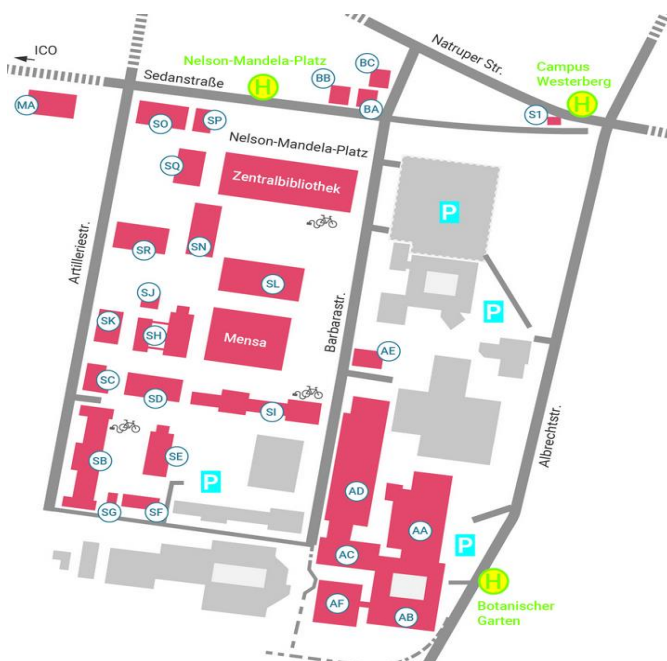 ICO
Nelson-Mandela-Platz
BC
Natruper Str.
Campus
Westerberg
BB
H
Sedanstraße
H
MA
BA
SO
SP
S1
Nelson-Mandela-Platz
SQ
Zentralbibliothek
P
Artilleriestr.
SR
SN
SL
SJ
P
SK
SH
Mensa
Barbarastr.
AE
SC
SD
SI
Albrechtstr.
SB
SE
P
AD
SG
SF
AA
P
AC
H
AF
AB
Botanischer
Garten